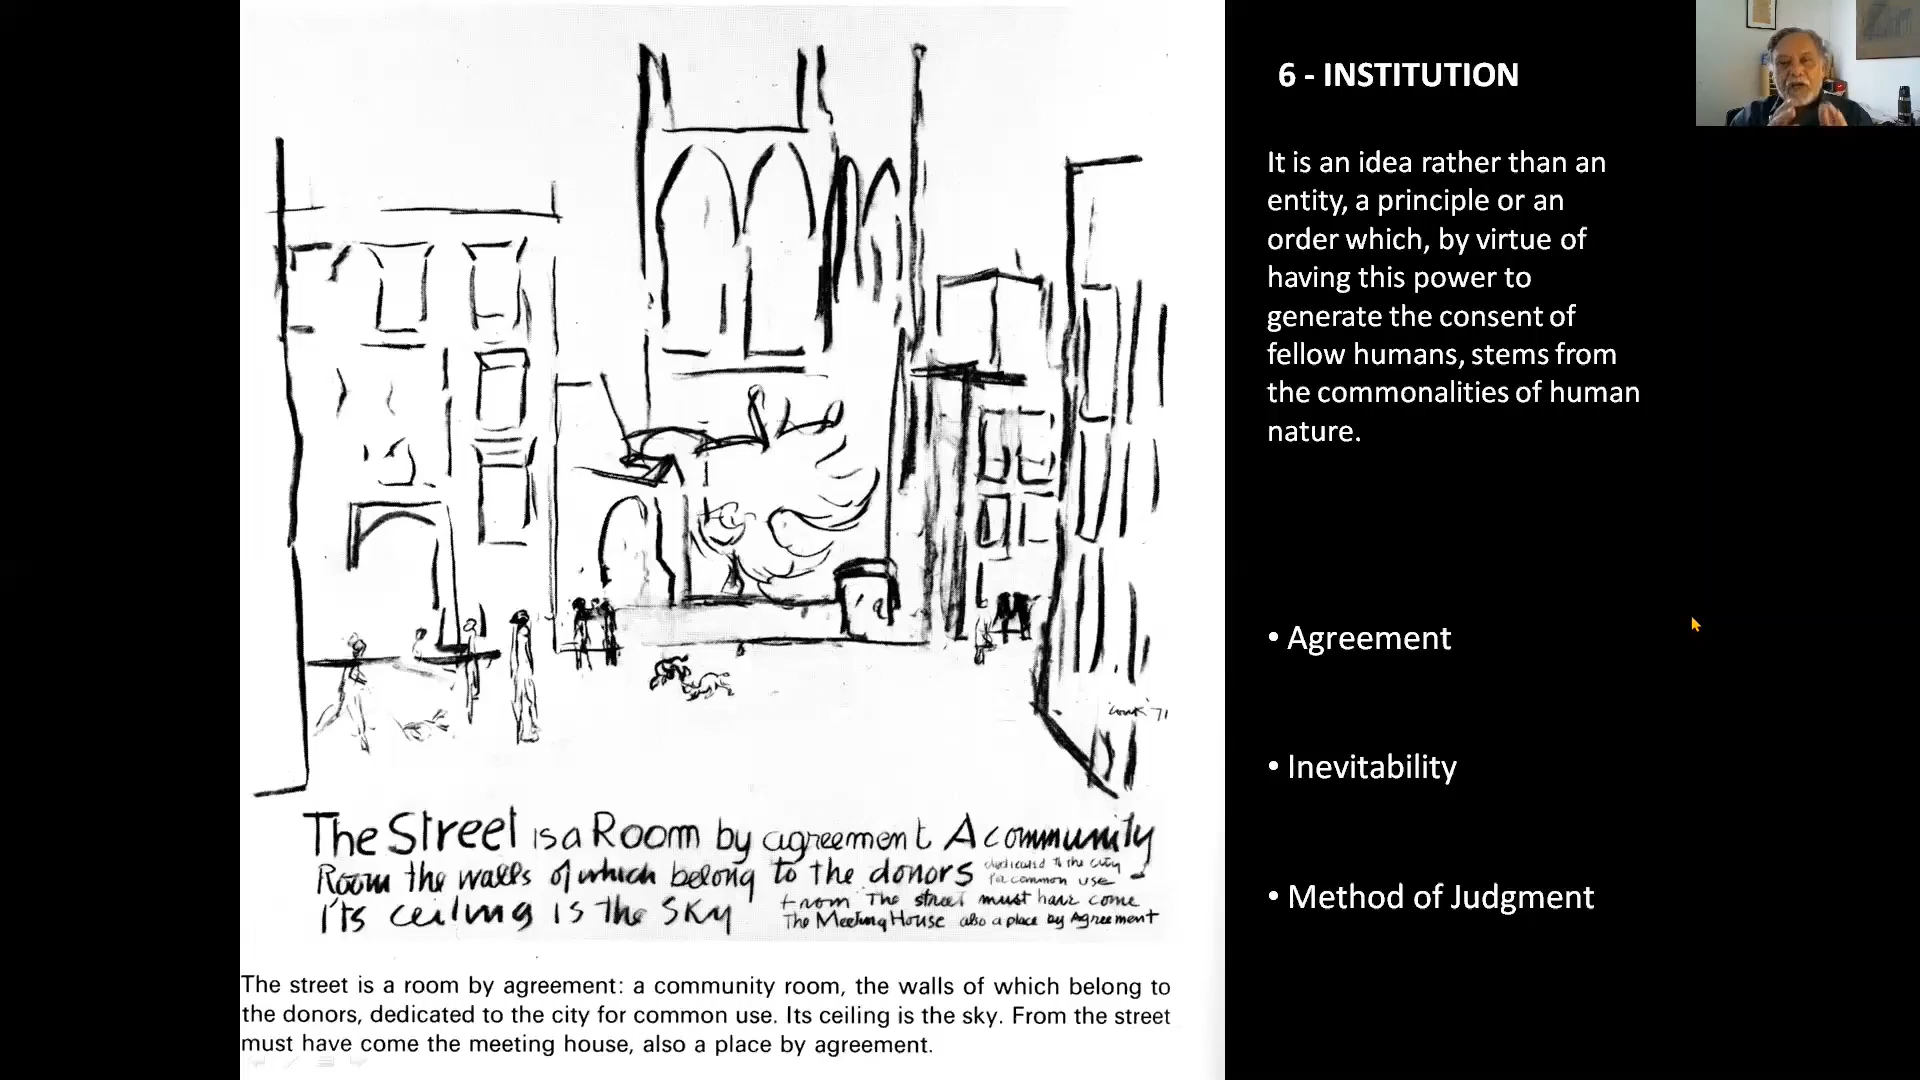 The Street is a Room by agreement A community
Room the walls of which belong to the donors dedicated to the city
for common use
Its ceiling is the sky from the street must have come
The Meeting House also a place by Agreement
'71
The street is a room by agreement: a community room, the walls of which belong to
the donors, dedicated to the city for common use. Its ceiling is the sky. From the street
must have come the meeting house, also a place by agreement.
6 - INSTITUTION
It is an idea rather than an
entity, a principle or an
order which, by virtue of
having this power to
generate the consent of
fellow humans, stems from
the commonalities of human
nature.
• Agreement
• Inevitability
• Method of Judgment